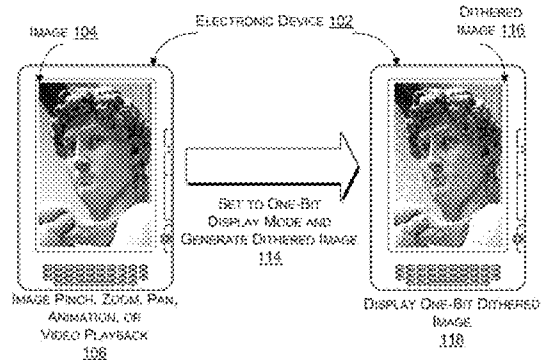 IMAGE 104
ELECTRONIC DEVICE 102
DITHERED
IMAGE 116
SET TO ONE-BIT
DISPLAY MODE AND
GENERATE DITHERED IMAGE
114
IMAGE PINCH, ZOOM, PAN,
ANIMATION, OR
VIDEO PLAYBACK
108
DISPLAY ONE-BIT DITHERED
IMAGE
118